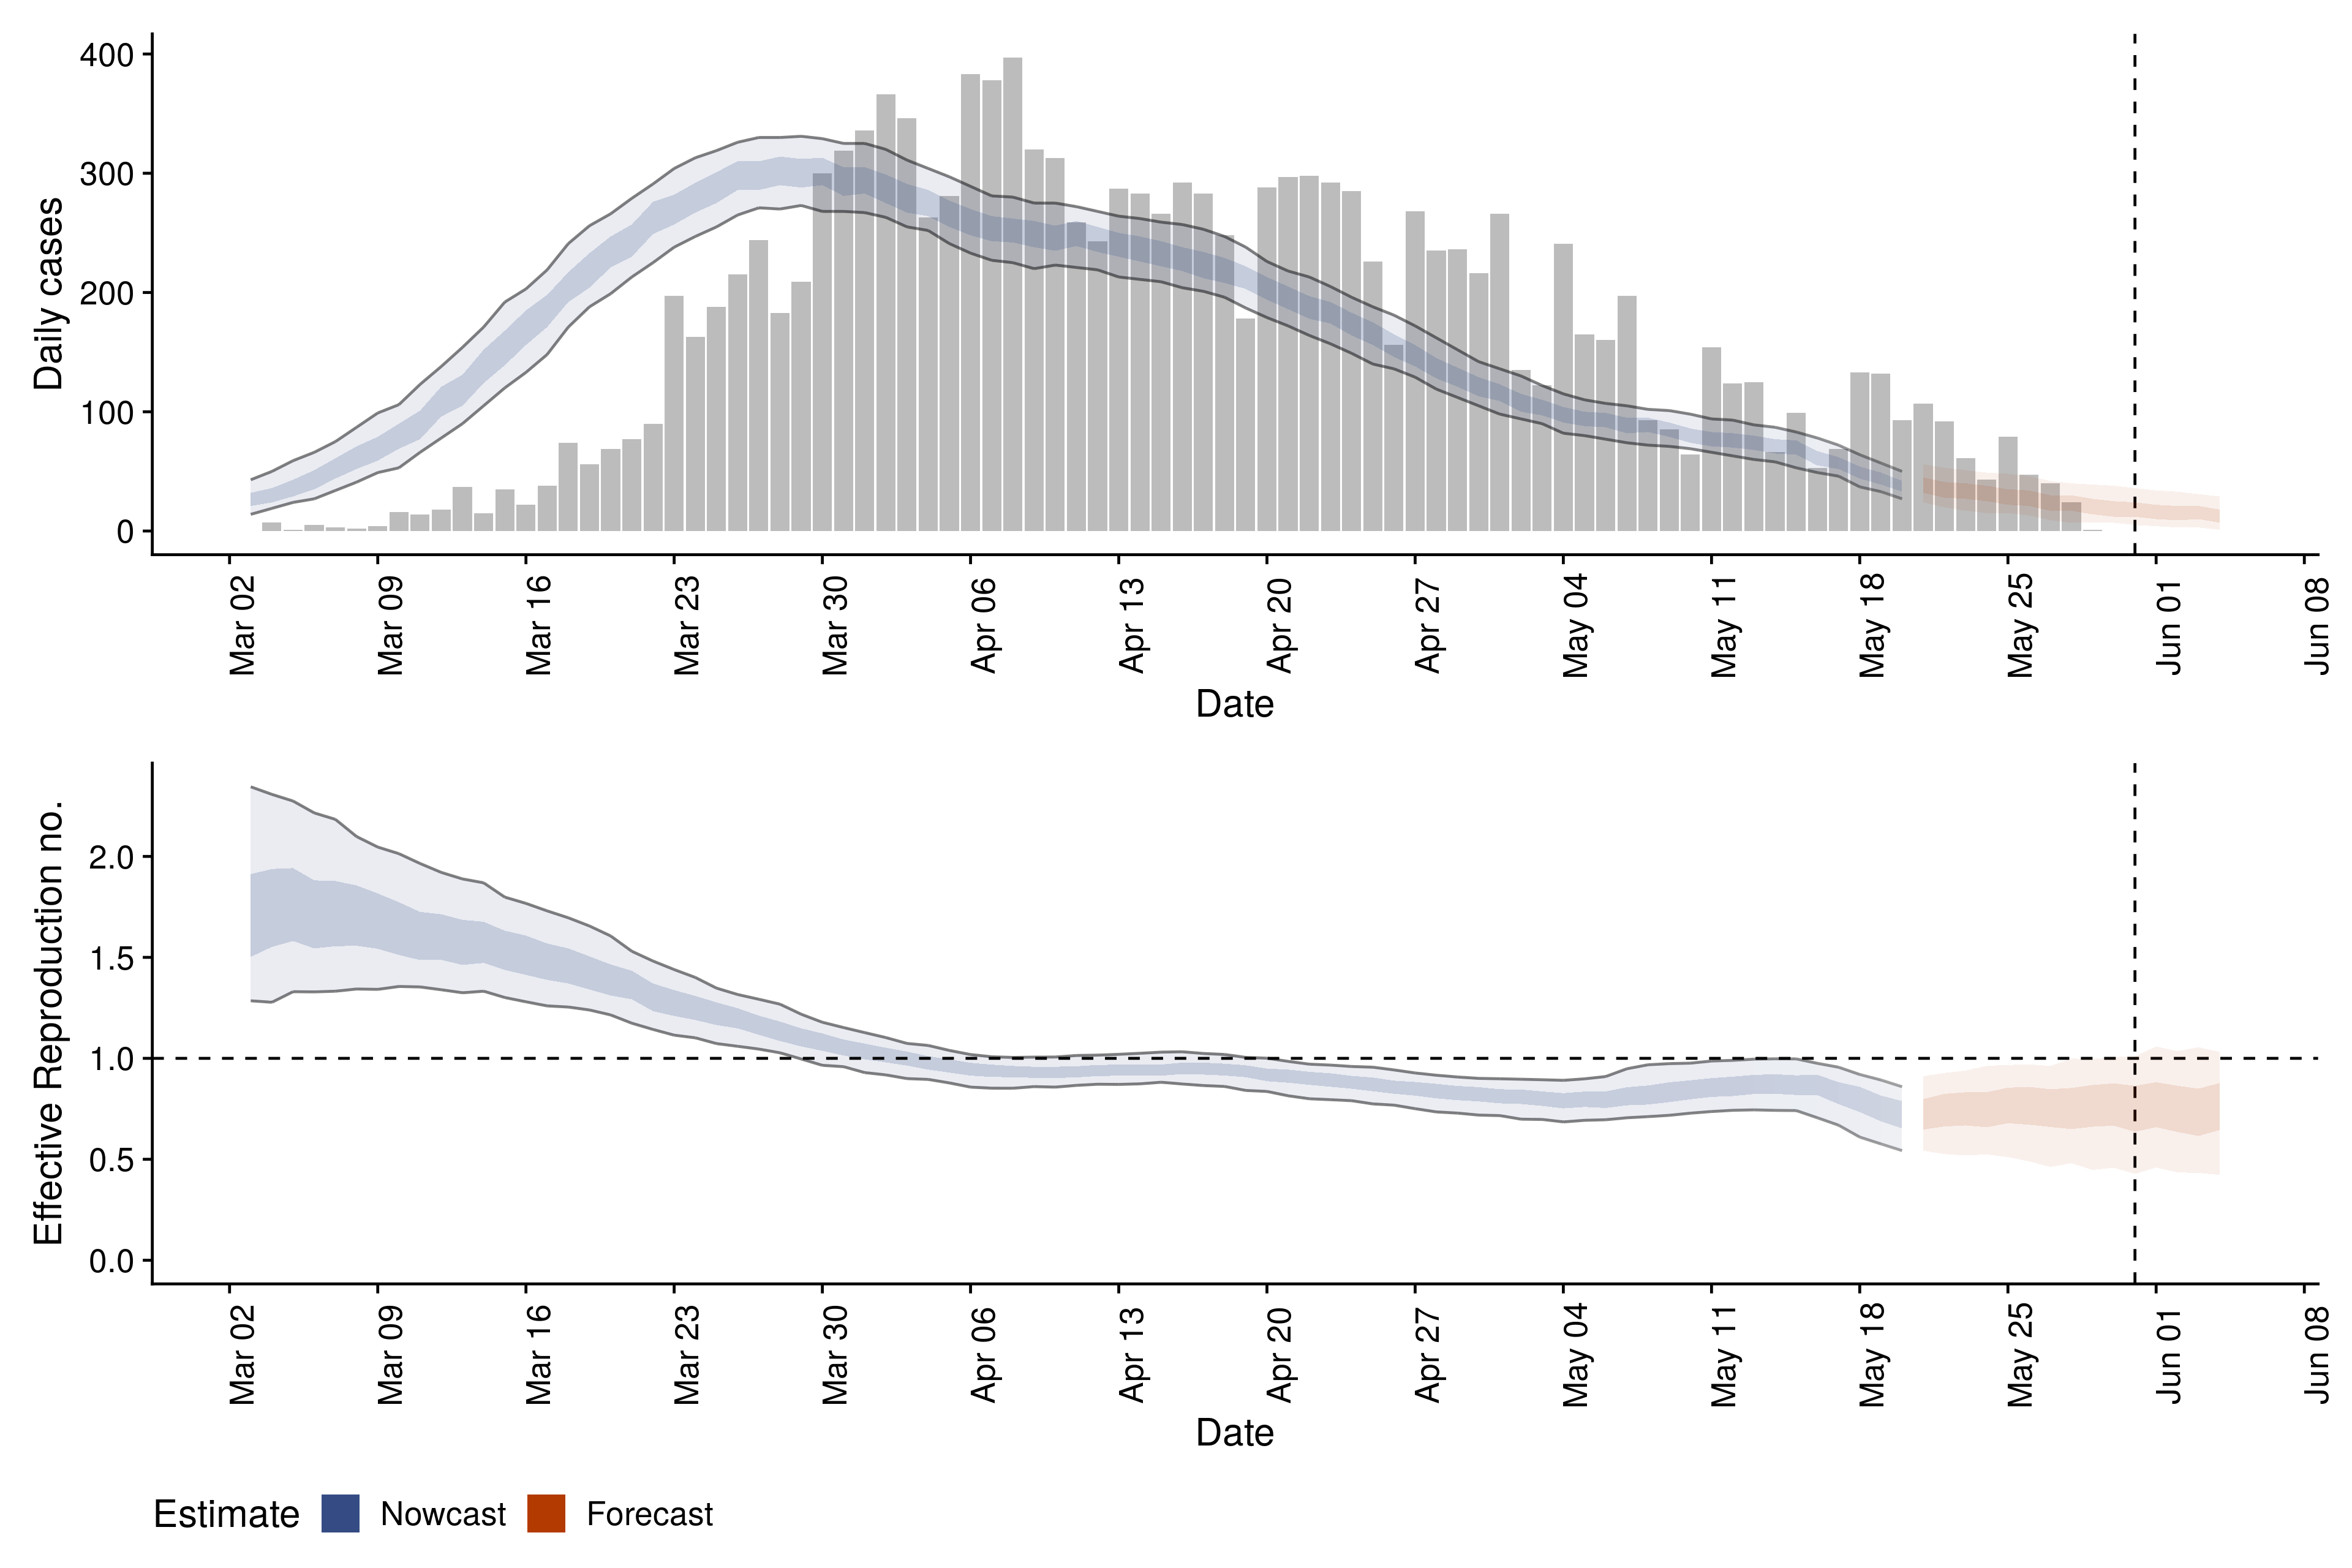 400
300
200
100
0
Daily cases
Mar 02 Mar 09 Mar 16 Mar 23 Mar 30 Apr 06 Apr 13 Apr 20 Apr 27 May 04 May 11 May 18 May 25 Jun 01 Jun 08
Date
2.0
1.5
1.0
0.5
0.0
Effective Reproduction no.
Mar 02 Mar 09 Mar 16 Mar 23 Mar 30 Apr 06 Apr 13 Apr 20 Apr 27 May 04 May 11 May 18 May 25 Jun 01 Jun 08
Date
Estimate Nowcast Forecast